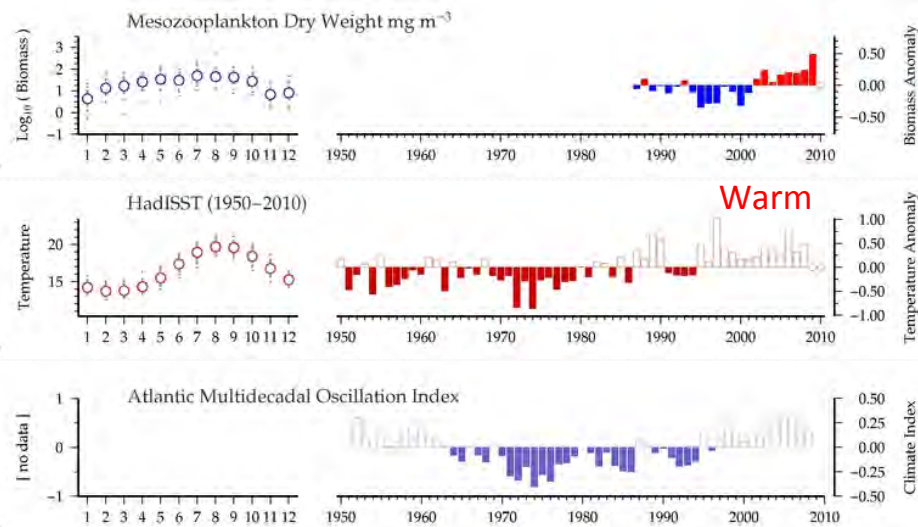 Mesozooplankton Dry Weight mg m⁻³
Log₁₀ ( Biomass )
3
2
1
0
−1
1 2 3 4 5 6 7 8 9 10 11 12
1950 1960 1970 1980 1990 2000 2010
0.50
0.00
−0.50
Biomass Anomaly
HadISST (1950−2010)
Warm
Temperature
20
15
1 2 3 4 5 6 7 8 9 10 11 12
1950 1960 1970 1980 1990 2000 2010
1.00
0.50
0.00
−0.50
−1.00
Temperature Anomaly
Atlantic Multidecadal Oscillation Index
[ no data ]
1
0
−1
1 2 3 4 5 6 7 8 9 10 11 12
1950 1960 1970 1980 1990 2000 2010
0.50
0.25
0.00
−0.25
−0.50
Climate Index